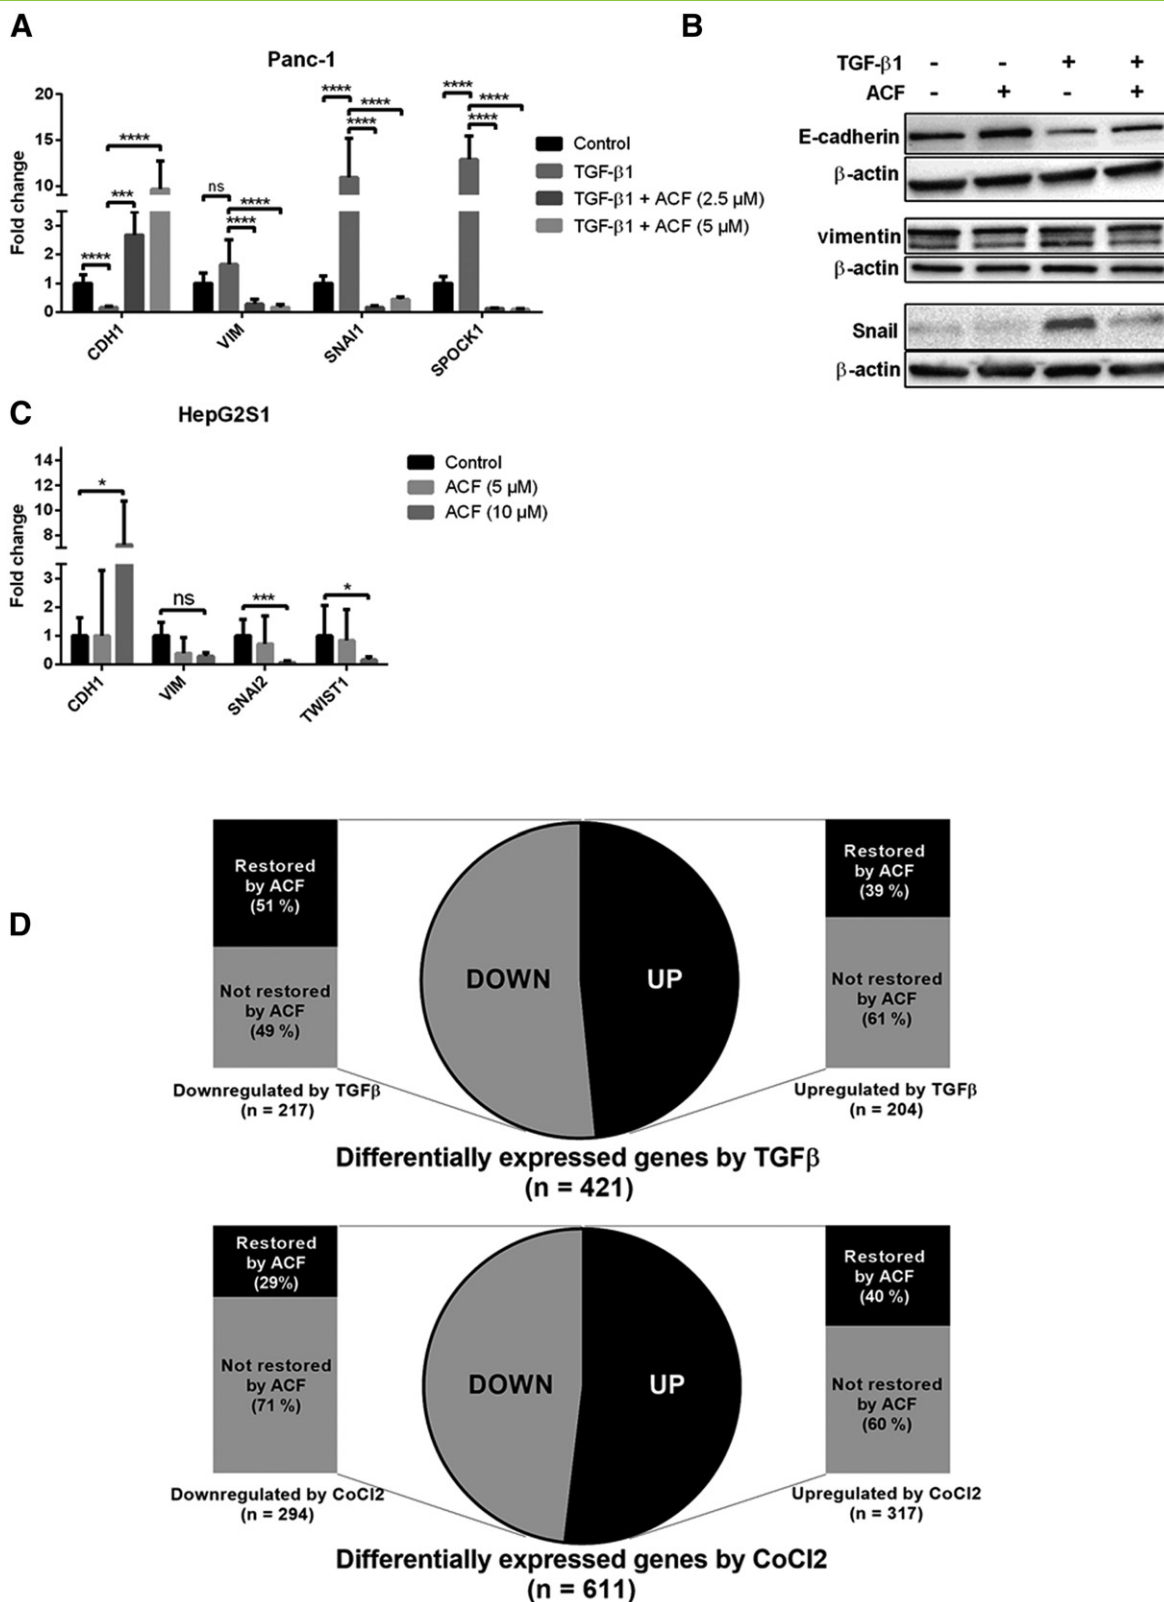 A
Panc-1
Fold change
20
15
10
3
2
1
0
****
***
****
ns
****
****
****
****
****
****
****
****
CDH1
VIM
SNAI1
SPOCK1
Control
TGF-β1
TGF-β1 + ACF (2.5 µM)
TGF-β1 + ACF (5 µM)
B
TGF-β1 - - + +
ACF - + - +
E-cadherin
β-actin
vimentin
β-actin
Snail
β-actin
C
HepG2S1
Fold change
14
12
10
8
3
2
1
0
*
ns
***
*
CDH1
VIM
SNAI2
TWIST1
Control
ACF (5 µM)
ACF (10 µM)
D
Restored
by ACF
(51 %)
Not restored
by ACF
(49 %)
Downregulated by TGFβ
(n = 217)
DOWN
UP
Restored
by ACF
(39 %)
Not restored
by ACF
(61 %)
Upregulated by TGFβ
(n = 204)
Differentially expressed genes by TGFβ
(n = 421)
Restored
by ACF
(29%)
Not restored
by ACF
(71 %)
Downregulated by CoCl2
(n = 294)
DOWN
UP
Restored
by ACF
(40 %)
Not restored
by ACF
(60 %)
Upregulated by CoCl2
(n = 317)
Differentially expressed genes by CoCl2
(n = 611)